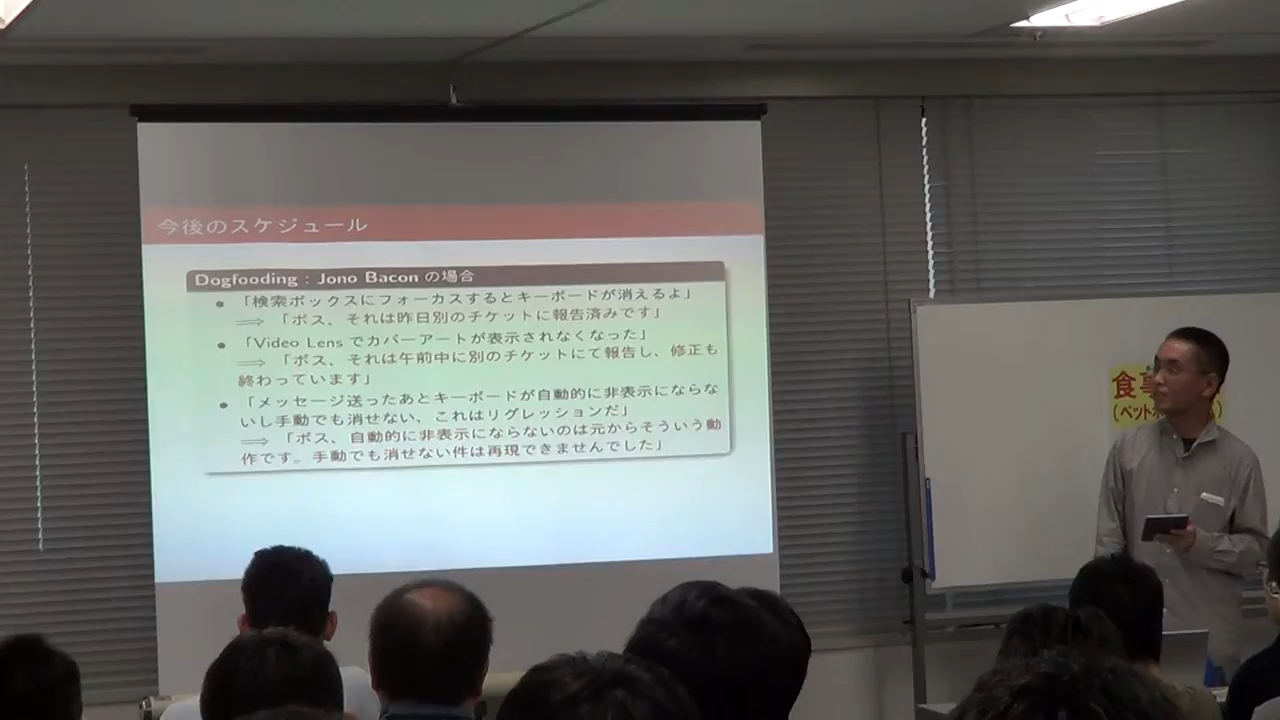 今後のスケジュール
Dogfooding : Jono Bacon の場合
• 「検索ボックスにフォーカスするとキーボードが消えるよ」
⟹ 「ボス、それは昨日別のチケットに報告済みです」
• 「Video Lens でカバーアートが表示されなくなった」
⟹ 「ボス、それは午前中に別のチケットにて報告し、修正も
終わっています」
• 「メッセージ送ったあとキーボードが自動的に非表示にならな
いし手動でも消せない、これはリグレッションだ」
⟹ 「ボス、自動的に非表示にならないのは元からそういう動
作です。手動でも消せない件は再現できませんでした」
食
(ペット